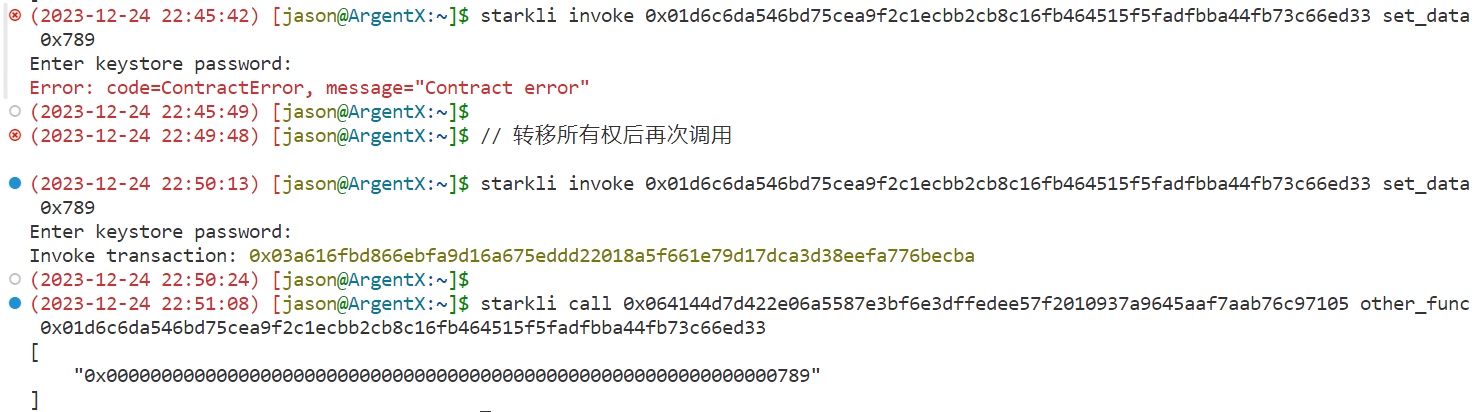 (2023-12-24 22:45:42) [jason@ArgentX:~]$ starkli invoke 0x01d6c6da546bd75cea9f2c1ecbb2cb8c16fb464515f5fadfbba44fb73c66ed33 set_data
0x789
Enter keystore password:
Error: code=ContractError, message="Contract error"
(2023-12-24 22:45:49) [jason@ArgentX:~]$
(2023-12-24 22:49:48) [jason@ArgentX:~]$ // 转移所有权后再次调用
(2023-12-24 22:50:13) [jason@ArgentX:~]$ starkli invoke 0x01d6c6da546bd75cea9f2c1ecbb2cb8c16fb464515f5fadfbba44fb73c66ed33 set_data
0x789
Enter keystore password:
Invoke transaction: 0x03a616fbd866ebfa9d16a675eddd22018a5f661e79d17dca3d38eefa776becba
(2023-12-24 22:50:24) [jason@ArgentX:~]$
(2023-12-24 22:51:08) [jason@ArgentX:~]$ starkli call 0x064144d7d422e06a5587e3bf6e3dffedee57f2010937a9645aaf7aab76c97105 other_func
0x01d6c6da546bd75cea9f2c1ecbb2cb8c16fb464515f5fadfbba44fb73c66ed33
[
"0x0000000000000000000000000000000000000000000000000000000000000789"
]